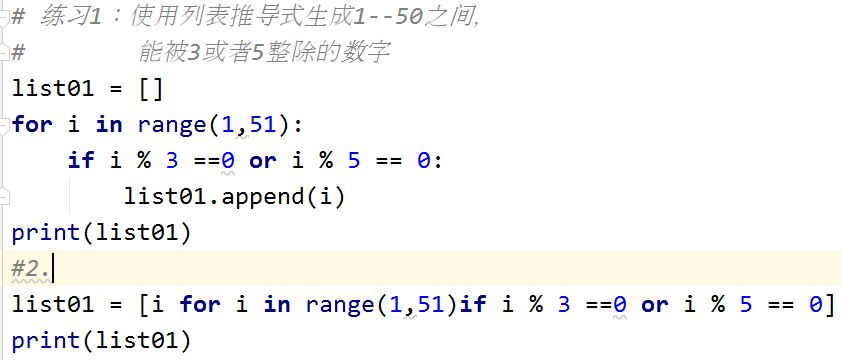 # 练习1：使用列表推导式生成1--50之间,
#         能被3或者5整除的数字
list01 = []
for i in range(1,51):
    if i % 3 ==0 or i % 5 == 0:
        list01.append(i)
print(list01)
#2.
list01 = [i for i in range(1,51)if i % 3 ==0 or i % 5 == 0]
print(list01)